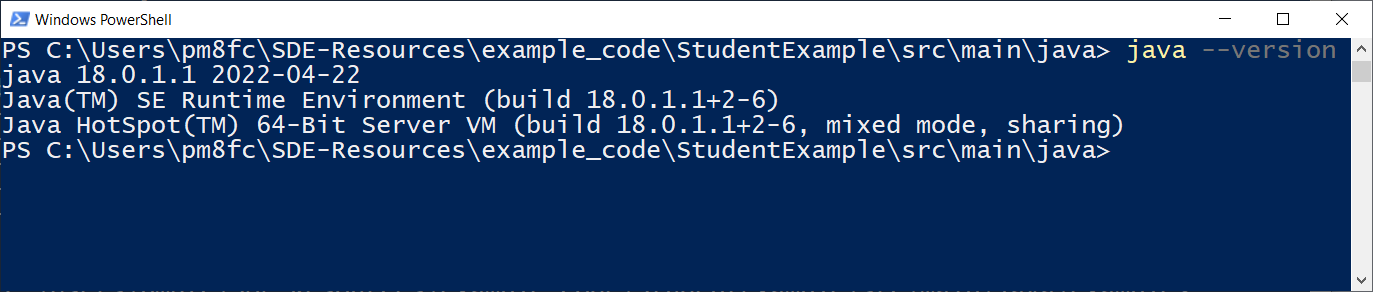 Windows PowerShell
PS C:\Users\pm8fc\SDE-Resources\example_code\StudentExample\src\main\java> java --version
java 18.0.1.1 2022-04-22
Java(TM) SE Runtime Environment (build 18.0.1.1+2-6)
Java HotSpot(TM) 64-Bit Server VM (build 18.0.1.1+2-6, mixed mode, sharing)
PS C:\Users\pm8fc\SDE-Resources\example_code\StudentExample\src\main\java>